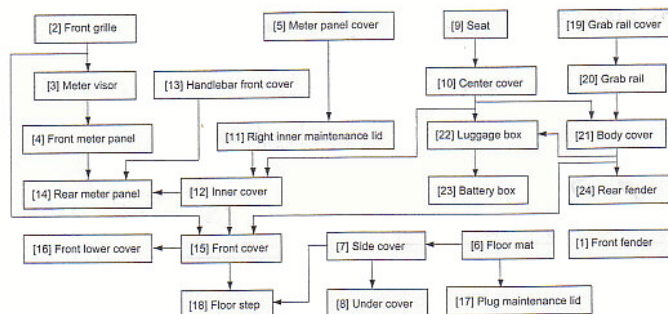 [2] Front grille
[5] Meter panel cover
[9] Seat
[19] Grab rail cover
[3] Meter visor
[13] Handlebar front cover
[10] Center cover
[20] Grab rail
[4] Front meter panel
[11] Right inner maintenance lid
[22] Luggage box
[21] Body cover
[14] Rear meter panel
[12] Inner cover
[23] Battery box
[24] Rear fender
[16] Front lower cover
[15] Front cover
[7] Side cover
[6] Floor mat
[1] Front fender
[18] Floor step
[8] Under cover
[17] Plug maintenance lid